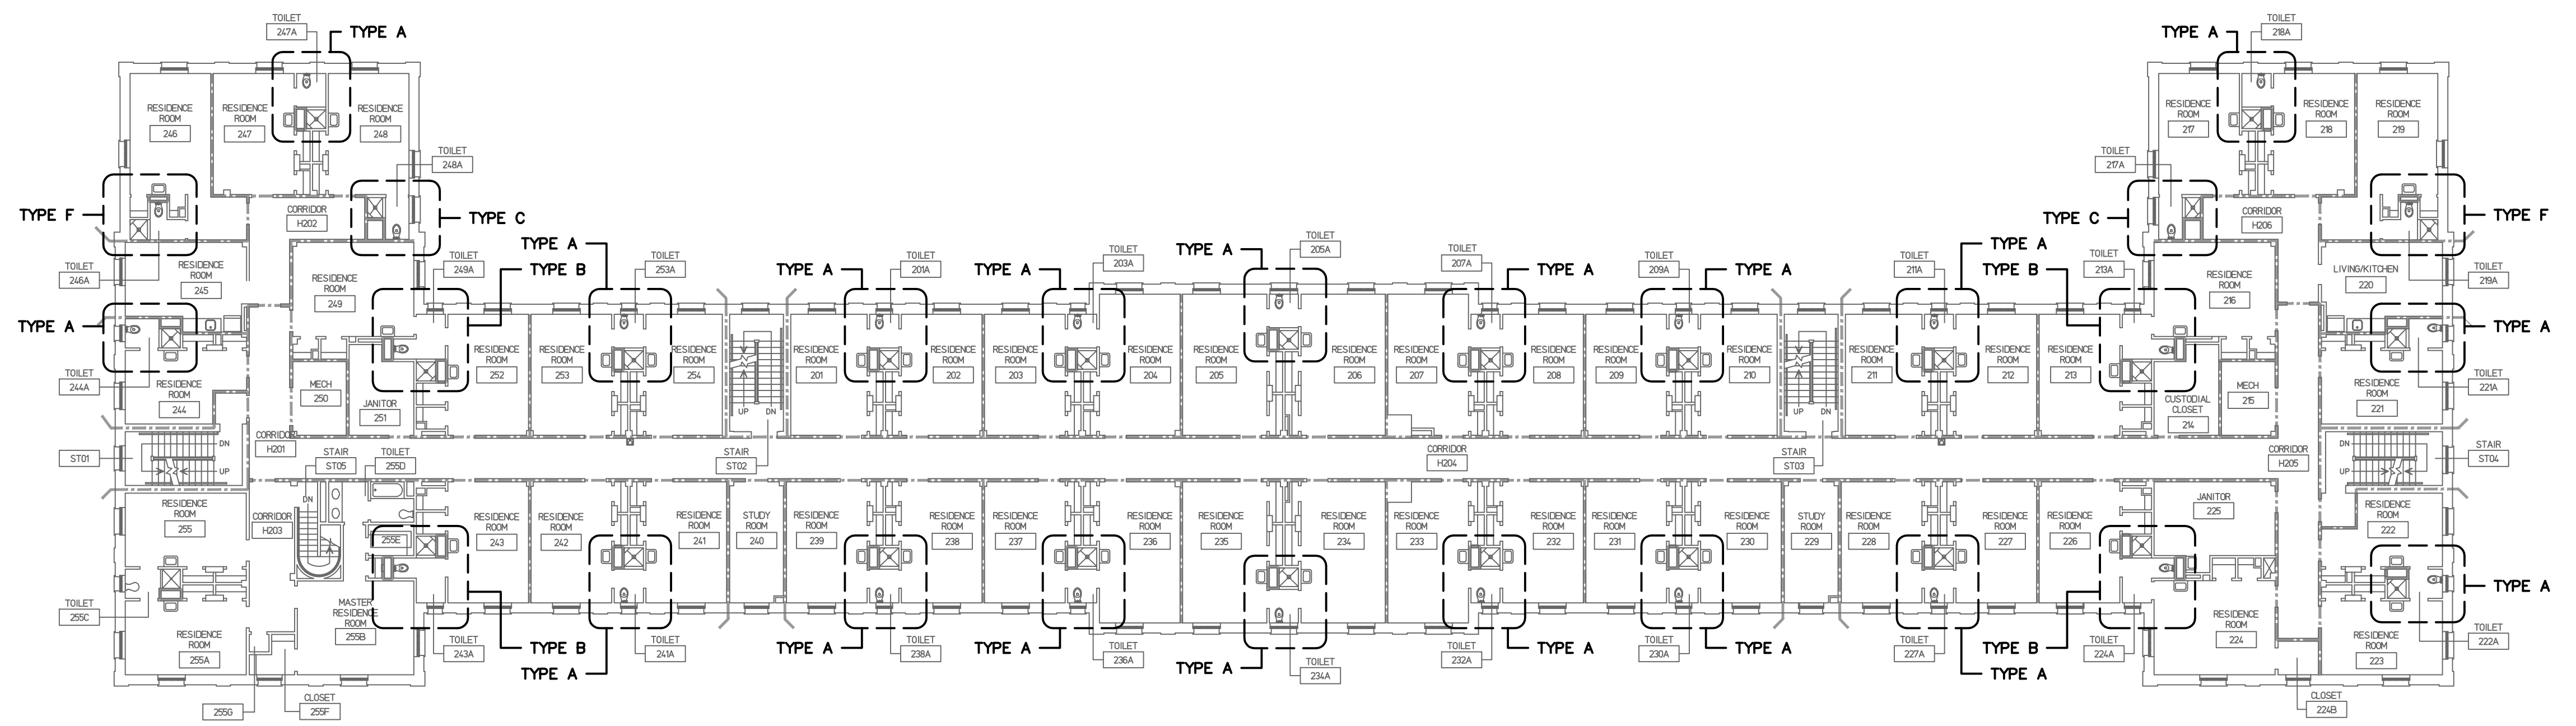 TOILET
247A
TYPE A
TYPE A
TOILET
218A
RESIDENCE
ROOM
246
RESIDENCE
ROOM
247
RESIDENCE
ROOM
248
RESIDENCE
ROOM
217
RESIDENCE
ROOM
218
RESIDENCE
ROOM
219
TOILET
248A
TOILET
217A
TYPE F
CORRIDOR
H202
TYPE C
TYPE C
CORRIDOR
H206
TYPE F
TOILET
246A
RESIDENCE
ROOM
245
RESIDENCE
ROOM
249
TOILET
249A
TYPE A
TYPE B
TOILET
253A
TYPE A
TOILET
201A
TYPE A
TOILET
203A
TYPE A
TOILET
205A
TOILET
207A
TYPE A
TOILET
209A
TYPE A
TOILET
211A
TYPE A
TYPE B
TOILET
213A
RESIDENCE
ROOM
216
LIVING/KITCHEN
220
TOILET
219A
TYPE A
TYPE A
TOILET
244A
RESIDENCE
ROOM
244
MECH
250
JANITOR
251
RESIDENCE
ROOM
252
RESIDENCE
ROOM
253
RESIDENCE
ROOM
254
UP
DN
RESIDENCE
ROOM
201
RESIDENCE
ROOM
202
RESIDENCE
ROOM
203
RESIDENCE
ROOM
204
RESIDENCE
ROOM
205
RESIDENCE
ROOM
206
RESIDENCE
ROOM
207
RESIDENCE
ROOM
208
RESIDENCE
ROOM
209
RESIDENCE
ROOM
210
UP
DN
RESIDENCE
ROOM
211
RESIDENCE
ROOM
212
RESIDENCE
ROOM
213
CUSTODIAL
CLOSET
214
MECH
215
RESIDENCE
ROOM
221
TOILET
221A
ST01
DN
UP
CORRIDOR
H201
STAIR
ST05
TOILET
255D
STAIR
ST02
CORRIDOR
H204
STAIR
ST03
CORRIDOR
H205
DN
UP
STAIR
ST04
RESIDENCE
ROOM
255
CORRIDOR
H203
DN
255E
RESIDENCE
ROOM
243
RESIDENCE
ROOM
242
RESIDENCE
ROOM
241
STUDY
ROOM
240
RESIDENCE
ROOM
239
RESIDENCE
ROOM
238
RESIDENCE
ROOM
237
RESIDENCE
ROOM
236
RESIDENCE
ROOM
235
RESIDENCE
ROOM
234
RESIDENCE
ROOM
233
RESIDENCE
ROOM
232
RESIDENCE
ROOM
231
RESIDENCE
ROOM
230
STUDY
ROOM
229
RESIDENCE
ROOM
228
RESIDENCE
ROOM
227
RESIDENCE
ROOM
226
JANITOR
225
RESIDENCE
ROOM
222
TYPE A
TOILET
255C
RESIDENCE
ROOM
255A
MASTER
RESIDENCE
ROOM
255B
RESIDENCE
ROOM
224
RESIDENCE
ROOM
223
TOILET
222A
TOILET
243A
TYPE B
TYPE A
TOILET
241A
TYPE A
TOILET
238A
TYPE A
TOILET
236A
TYPE A
TOILET
234A
TOILET
232A
TYPE A
TOILET
230A
TYPE A
TOILET
227A
TYPE B
TYPE A
TOILET
224A
255G
CLOSET
255F
CLOSET
224B